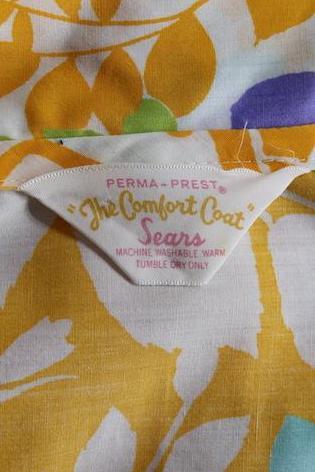 PERMA-PREST®
"The Comfort Coat"
Sears
MACHINE WASHABLE WARM
TUMBLE DRY ONLY